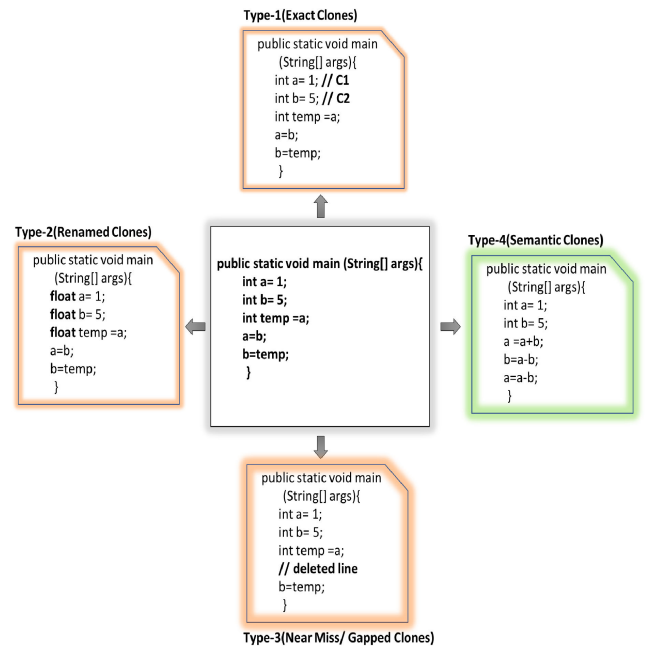 Type-1(Exact Clones)
public static void main
(String[] args){
int a= 1; // C1
int b= 5; // C2
int temp =a;
a=b;
b=temp;
}
Type-2(Renamed Clones)
public static void main
(String[] args){
float a= 1;
float b= 5;
float temp =a;
a=b;
b=temp;
}
public static void main (String[] args){
int a= 1;
int b= 5;
int temp =a;
a=b;
b=temp;
}
Type-4(Semantic Clones)
public static void main
(String[] args){
int a= 1;
int b= 5;
a =a+b;
b=a-b;
a=a-b;
}
public static void main
(String[] args){
int a= 1;
int b= 5;
int temp =a;
// deleted line
b=temp;
}
Type-3(Near Miss/ Gapped Clones)